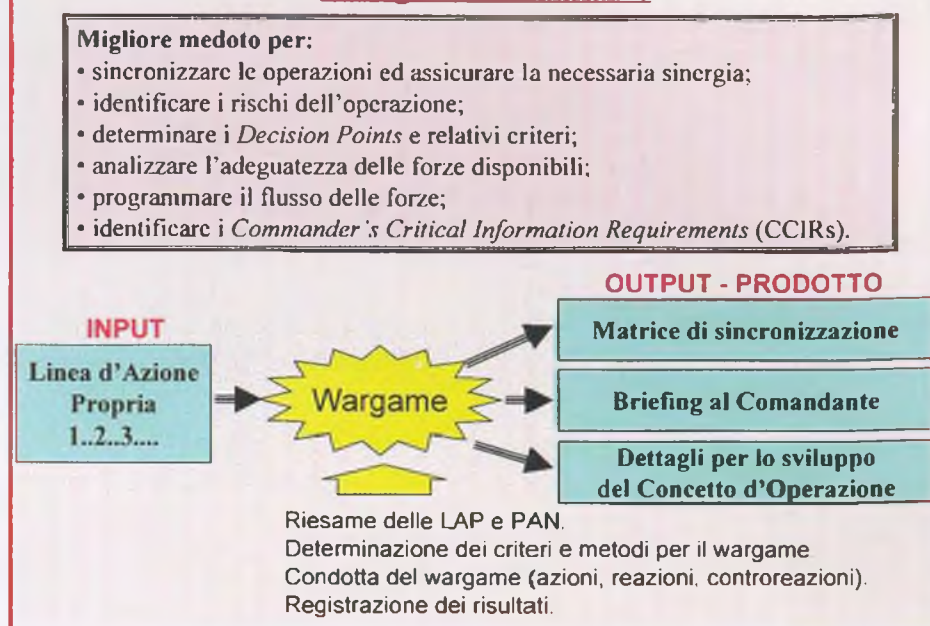 Migliore medoto per:
• sincronizzare le operazioni ed assicurare la necessaria sinergia;
• identificare i rischi dell'operazione;
• determinare i Decision Points e relativi criteri;
• analizzare l'adeguatezza delle forze disponibili;
• programmare il flusso delle forze;
• identificare i Commander's Critical Information Requirements (CCIRs).
OUTPUT - PRODOTTO
INPUT
Linea d'Azione
Propria
1..2..3....
Wargame
Matrice di sincronizzazione
Briefing al Comandante
Dettagli per lo sviluppo
del Concetto d'Operazione
Riesame delle LAP e PAN.
Determinazione dei criteri e metodi per il wargame
Condotta del wargame (azioni, reazioni, controreazioni).
Registrazione dei risultati.